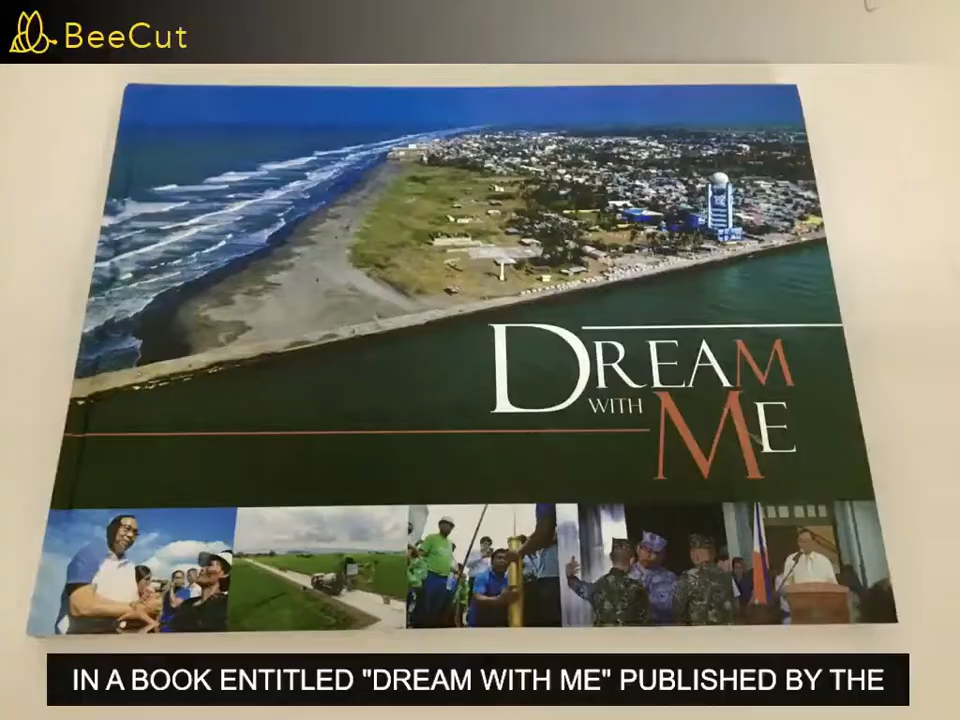 BeeCut
DREAM
WITH ME
IN A BOOK ENTITLED "DREAM WITH ME" PUBLISHED BY THE